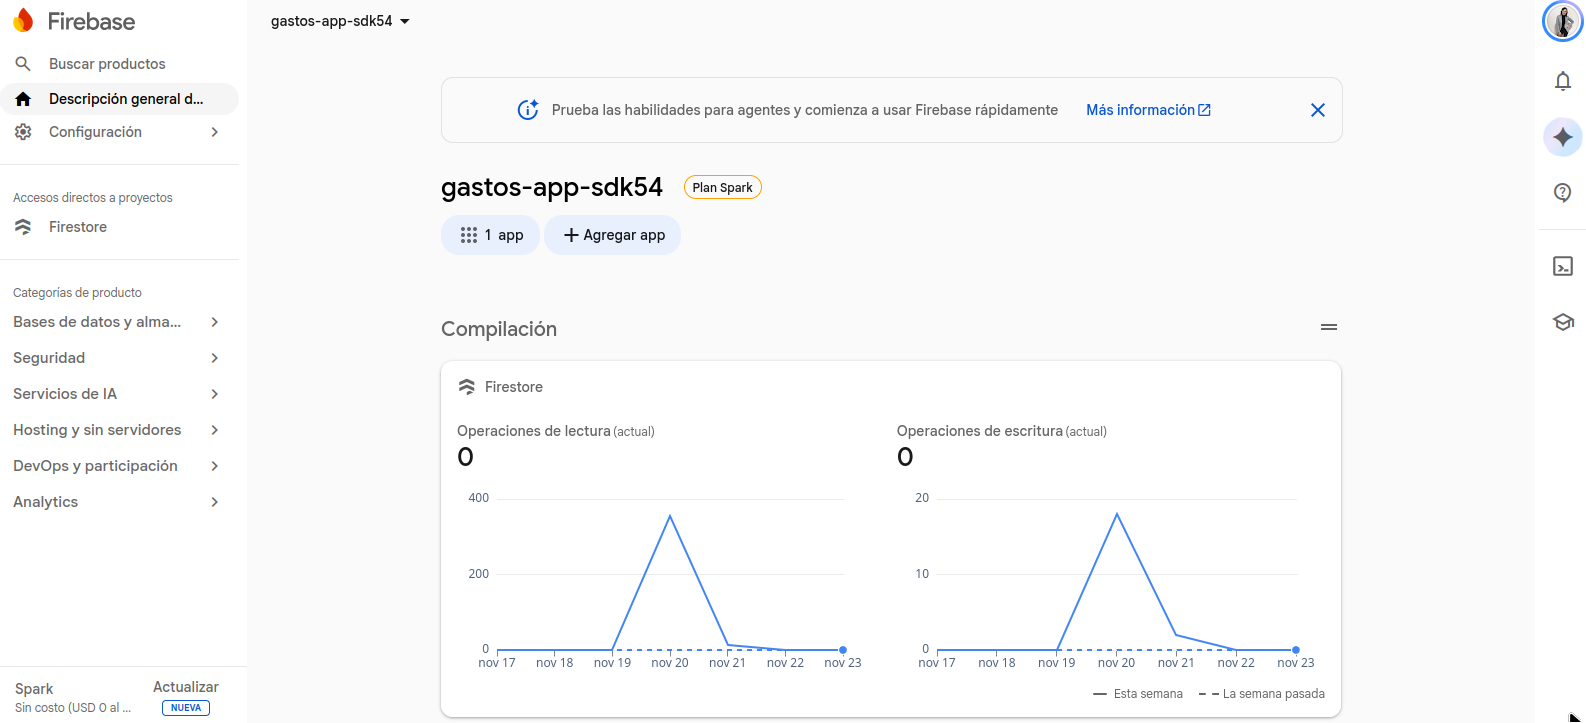 Firebase
Buscar productos
Descripción general d...
Configuración
Accesos directos a proyectos
Firestore
Categorías de producto
Bases de datos y alma...
Seguridad
Servicios de IA
Hosting y sin servidores
DevOps y participación
Analytics
Spark
Sin costo (USD 0 al ...
Actualizar
NUEVA
gastos-app-sdk54
Prueba las habilidades para agentes y comienza a usar Firebase rápidamente Más información
gastos-app-sdk54 Plan Spark
1 app Agregar app
Compilación
Firestore
Operaciones de lectura (actual)
0
400
200
0
nov 17 nov 18 nov 19 nov 20 nov 21 nov 22 nov 23
Operaciones de escritura (actual)
0
20
10
0
nov 17 nov 18 nov 19 nov 20 nov 21 nov 22 nov 23
Esta semana La semana pasada